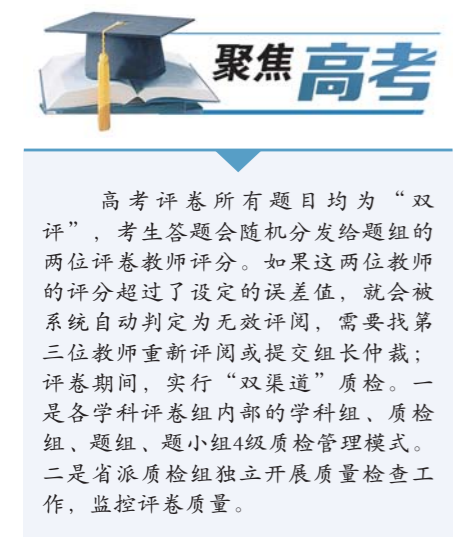 聚焦高考
高考评卷所有题目均为“双
评”，考生答题会随机分发给题组的
两位评卷教师评分。如果这两位教师
的评分超过了设定的误差值，就会被
系统自动判定为无效评阅，需要找第
三位教师重新评阅或提交组长仲裁；
评卷期间，实行“双渠道”质检。一
是各学科评卷组内部的学科组、质检
组、题组、题小组4级质检管理模式。
二是省派质检组独立开展质量检查工
作，监控评卷质量。